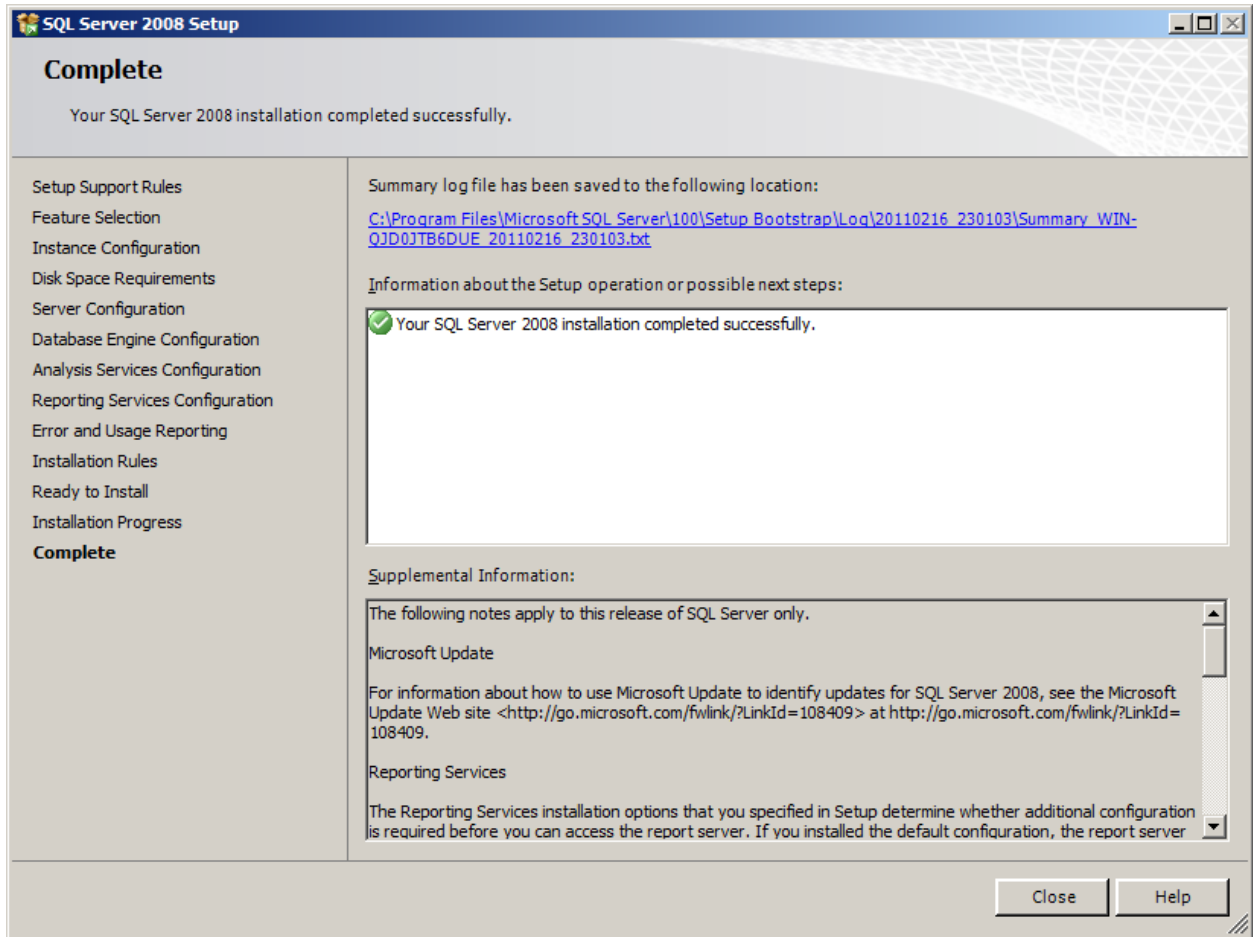 SQL Server 2008 Setup
Complete
Your SQL Server 2008 installation completed successfully.
Setup Support Rules
Feature Selection
Instance Configuration
Disk Space Requirements
Server Configuration
Database Engine Configuration
Analysis Services Configuration
Reporting Services Configuration
Error and Usage Reporting
Installation Rules
Ready to Install
Installation Progress
Complete
Summary log file has been saved to the following location:
C:\Program Files\Microsoft SQL Server\100\Setup Bootstrap\Log\20110216_230103\Summary_WIN-
QJD0JTB6DUE_20110216_230103.txt
Information about the Setup operation or possible next steps:
Your SQL Server 2008 installation completed successfully.
Supplemental Information:
The following notes apply to this release of SQL Server only.
Microsoft Update
For information about how to use Microsoft Update to identify updates for SQL Server 2008, see the Microsoft
Update Web site <http://go.microsoft.com/fwlink/?LinkId=108409> at http://go.microsoft.com/fwlink/?LinkId=
108409.
Reporting Services
The Reporting Services installation options that you specified in Setup determine whether additional configuration
is required before you can access the report server. If you installed the default configuration, the report server
Close
Help